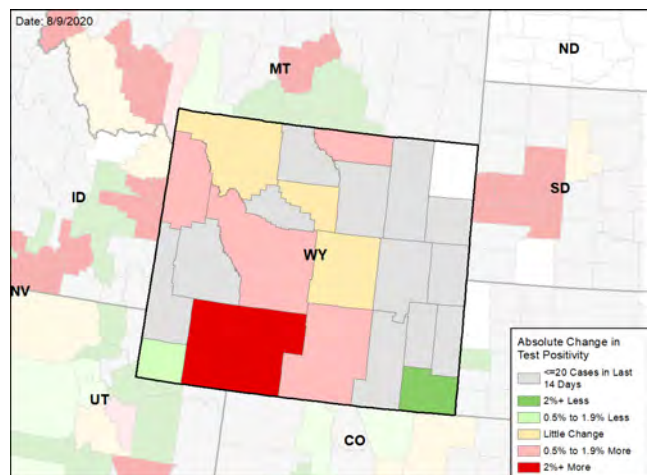 Date: 8/9/2020
ND
MT
ID
SD
WY
NV
UT
CO
Absolute Change in
Test Positivity
<=20 Cases in Last
14 Days
2%+ Less
0.5% to 1.9% Less
Little Change
0.5% to 1.9% More
2%+ More